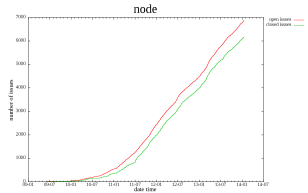 node
open issues
closed issues
7000
6000
5000
4000
3000
2000
1000
0
number of issues
09-01 09-07 10-01 10-07 11-01 11-07 12-01 12-07 13-01 13-07 14-01 14-07
date time